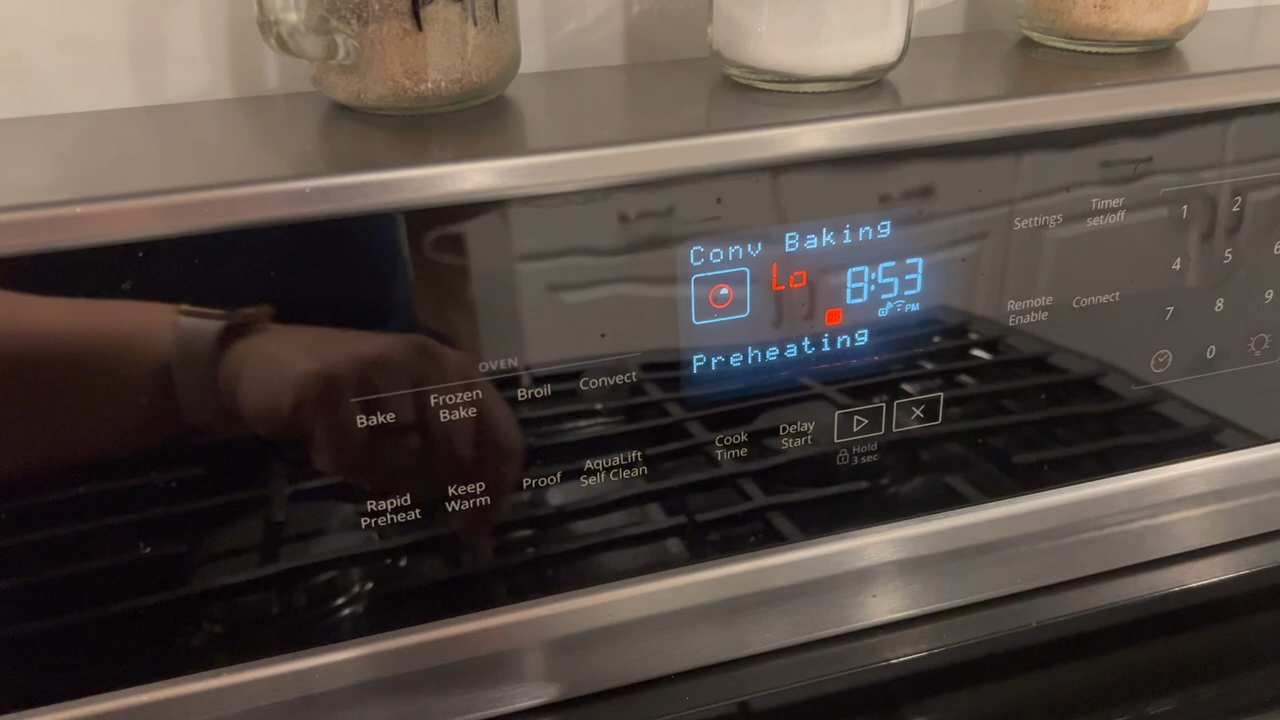 Conv Baking
Lo 8:53
PM
Preheating
OVEN
Bake
Frozen
Bake
Broil
Convect
Rapid
Preheat
Keep
Warm
Proof
AquaLift
Self Clean
Cook
Time
Delay
Start
Hold
3 sec
Settings
Timer
set/off
Remote
Enable
Connect
1 2
4 5 6
7 8 9
0